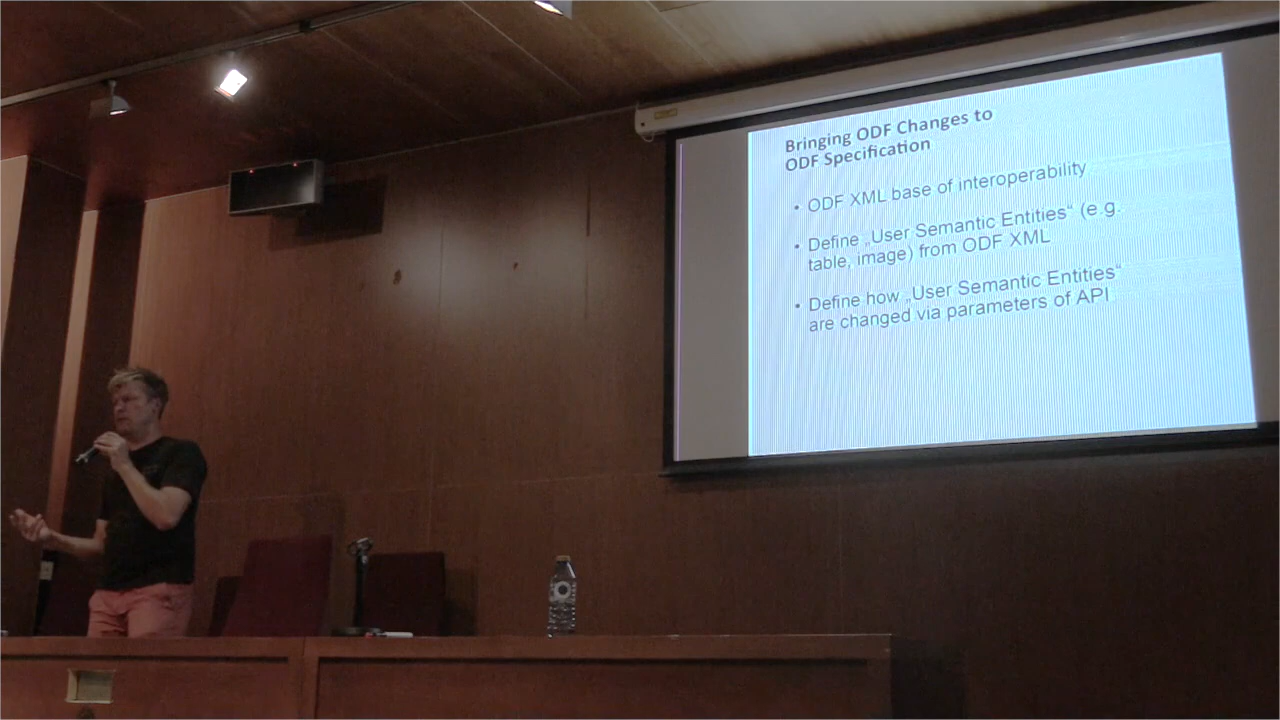 Bringing ODF Changes to
ODF Specification
• ODF XML base of interoperability
• Define „User Semantic Entities“ (e.g.
table, image) from ODF XML
• Define how „User Semantic Entities“
are changed via parameters of API